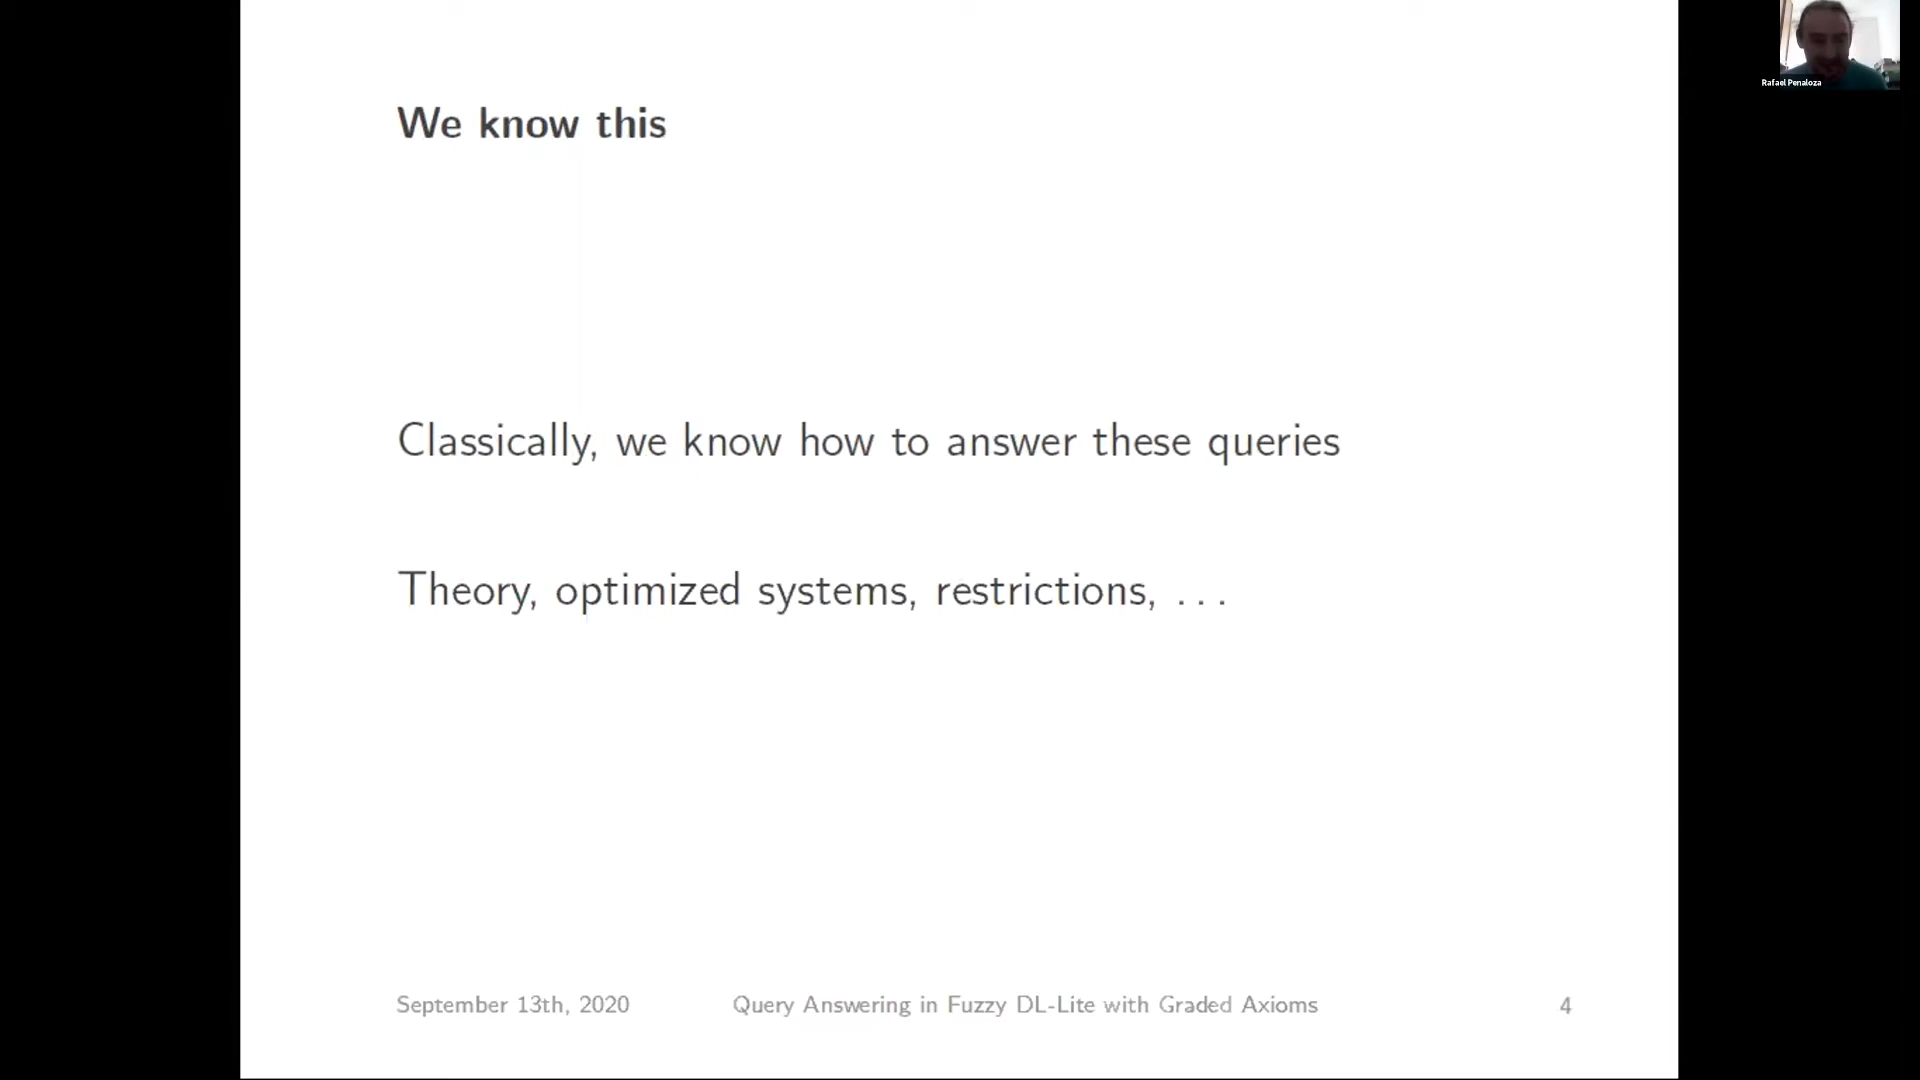 Rafael Penaloza
We know this
Classically, we know how to answer these queries
Theory, optimized systems, restrictions, . . .
September 13th, 2020 Query Answering in Fuzzy DL-Lite with Graded Axioms 4